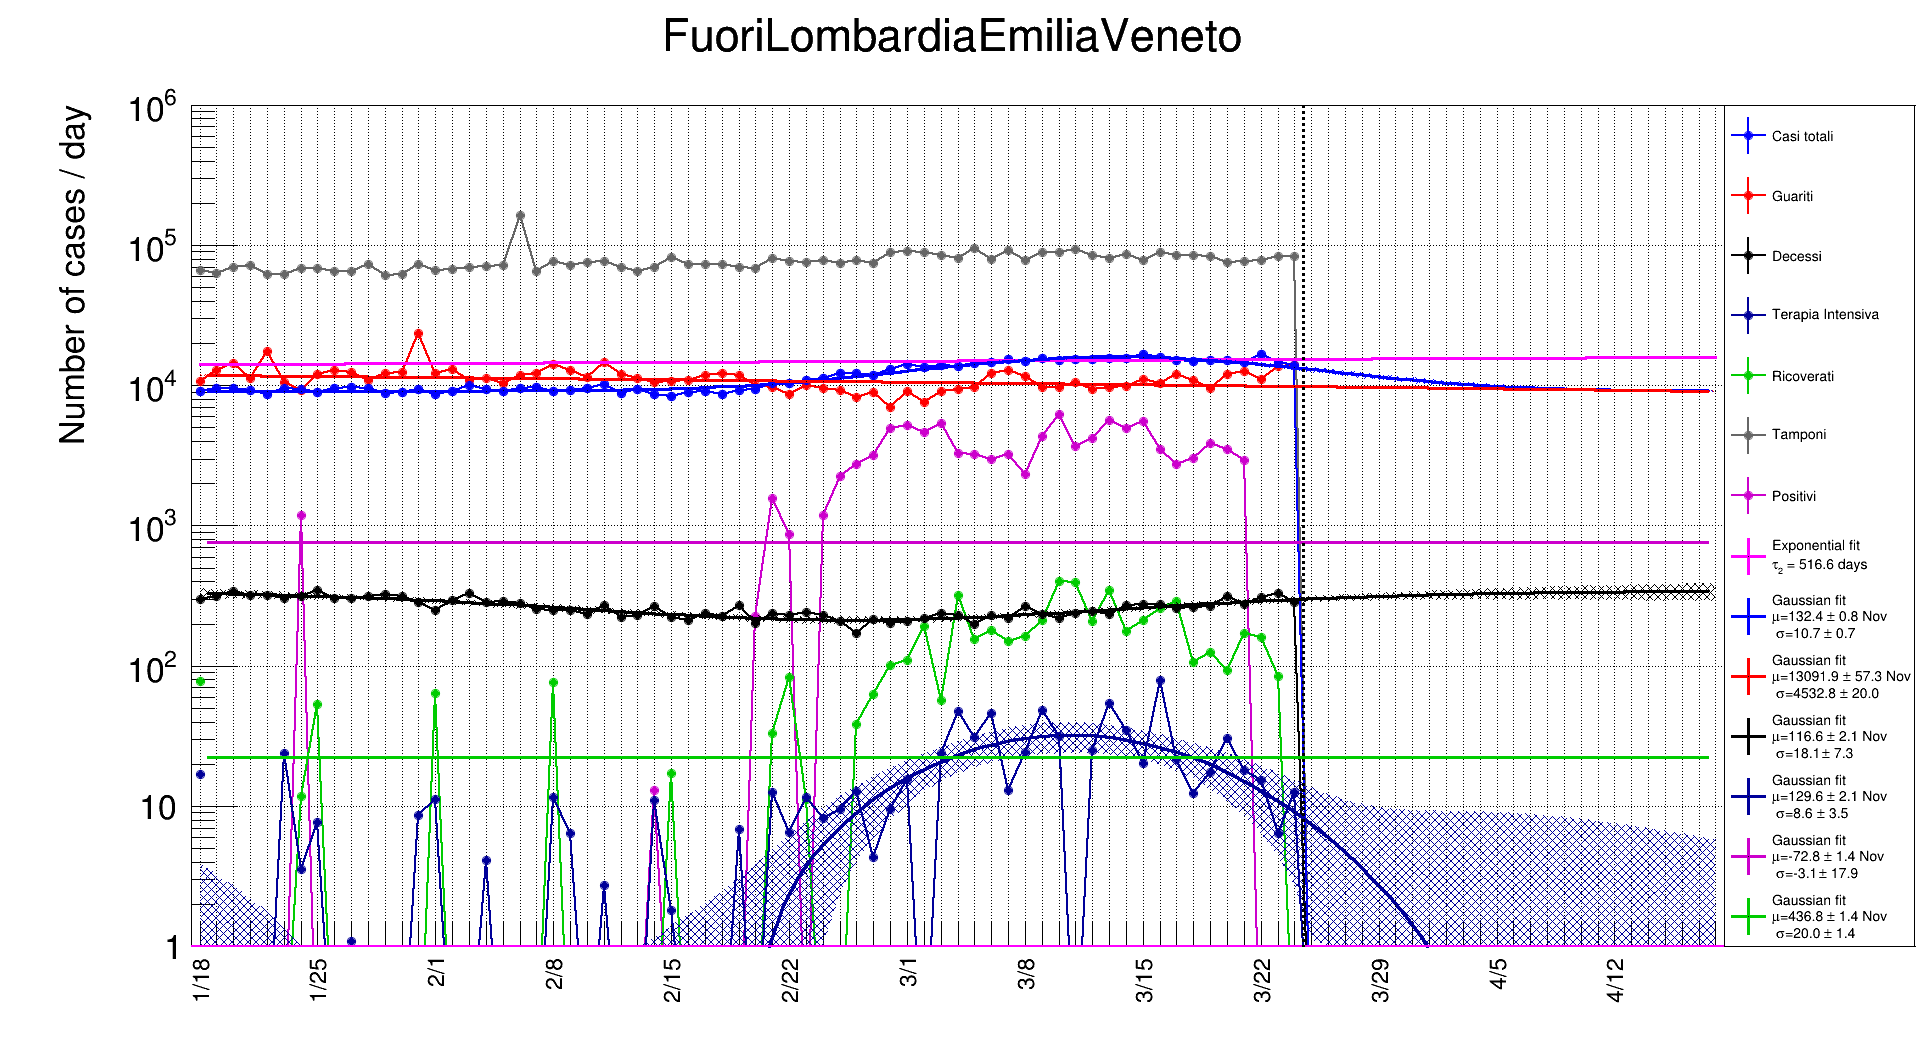 FuoriLombardiaEmiliaVeneto
Number of cases / day
10^6
10^5
10^4
10^3
10^2
10
1
1/18
1/25
2/1
2/8
2/15
2/22
3/1
3/8
3/15
3/22
3/29
4/5
4/12
Casi totali
Guariti
Decessi
Terapia Intensiva
Ricoverati
Tamponi
Positivi
Exponential fit
τ₂ = 516.6 days
Gaussian fit
μ=132.4 ± 0.8 Nov
σ=10.7 ± 0.7
Gaussian fit
μ=13091.9 ± 57.3 Nov
σ=4532.8 ± 20.0
Gaussian fit
μ=116.6 ± 2.1 Nov
σ=18.1 ± 7.3
Gaussian fit
μ=129.6 ± 2.1 Nov
σ=8.6 ± 3.5
Gaussian fit
μ=-72.8 ± 1.4 Nov
σ=-3.1 ± 17.9
Gaussian fit
μ=436.8 ± 1.4 Nov
σ=20.0 ± 1.4